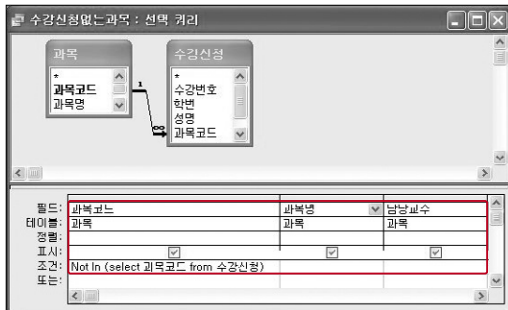 수강신청없는과목 : 선택 쿼리
과목
*
과목코드
과목명
1
∞
수강신청
*
수강번호
학번
성명
과목코드
필드: 과목코드 과목명 담당교수
테이블: 과목 과목 과목
정렬:
표시:
조건: Not In (select 과목코드 from 수강신청)
또는: